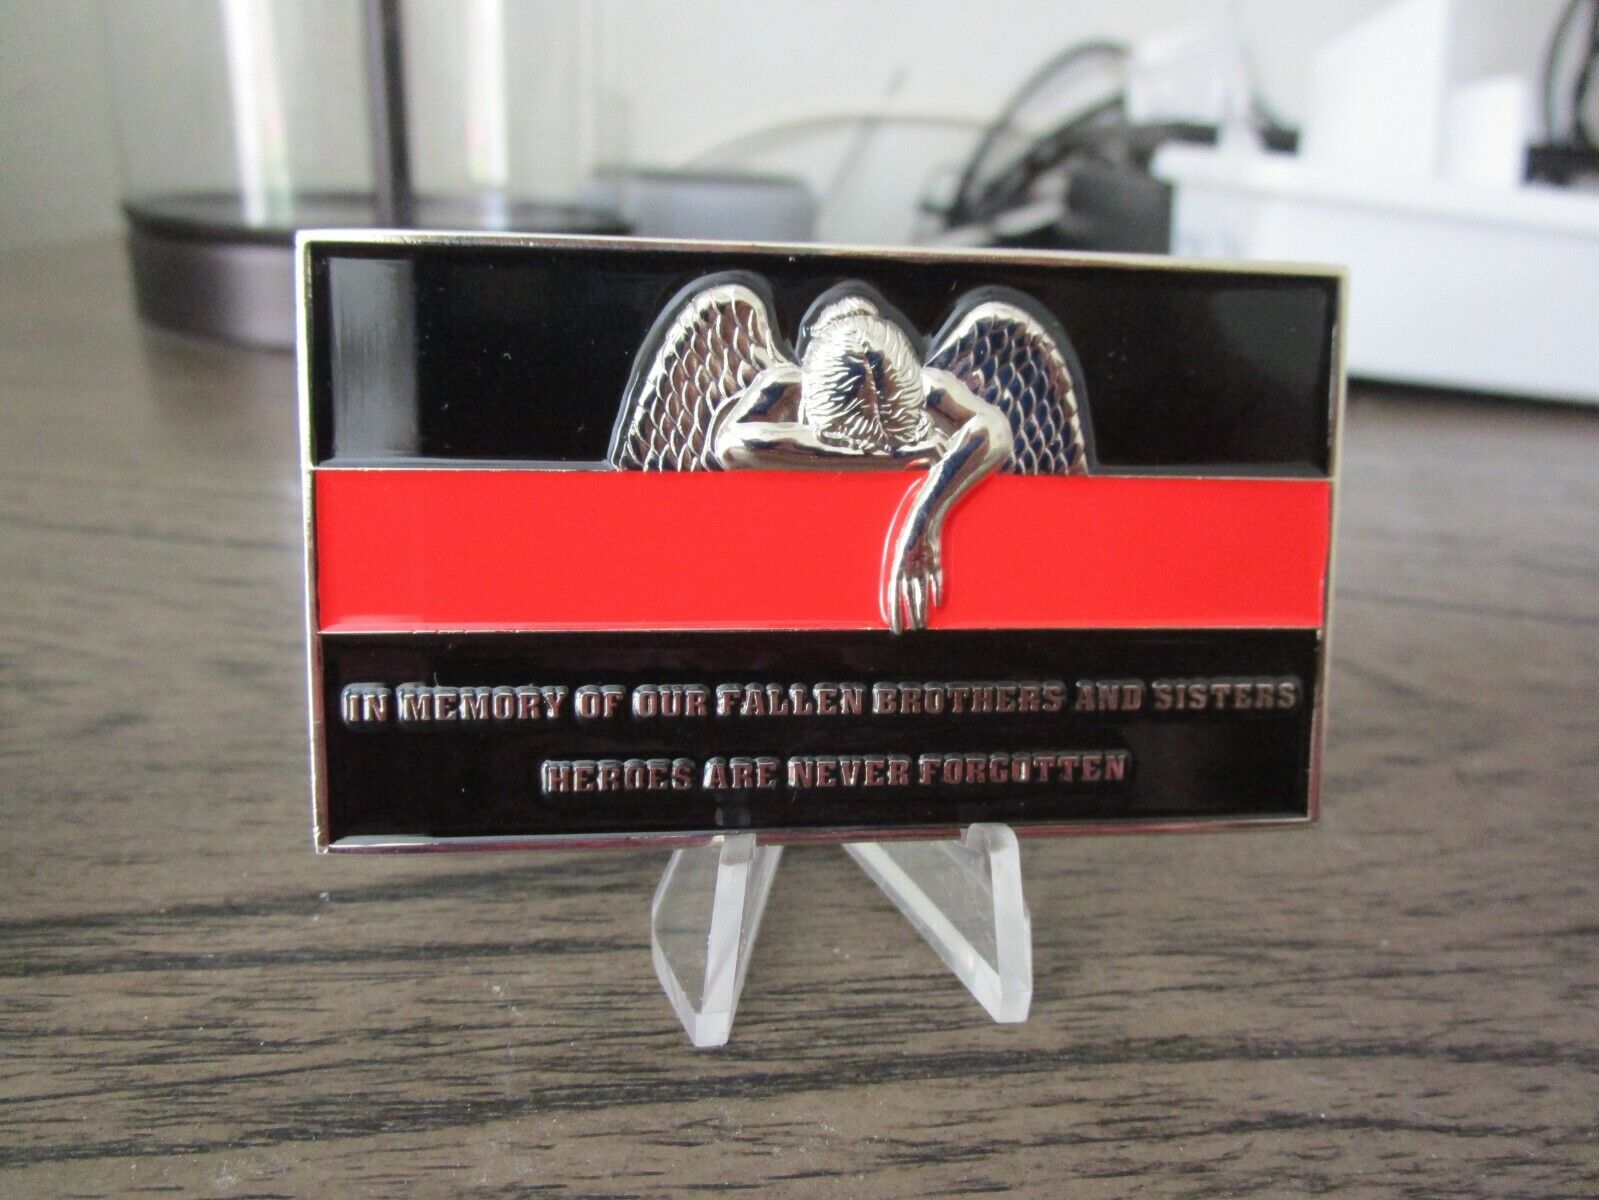 IN MEMORY OF OUR FALLEN BROTHERS AND SISTERS
HEROES ARE NEVER FORGOTTEN